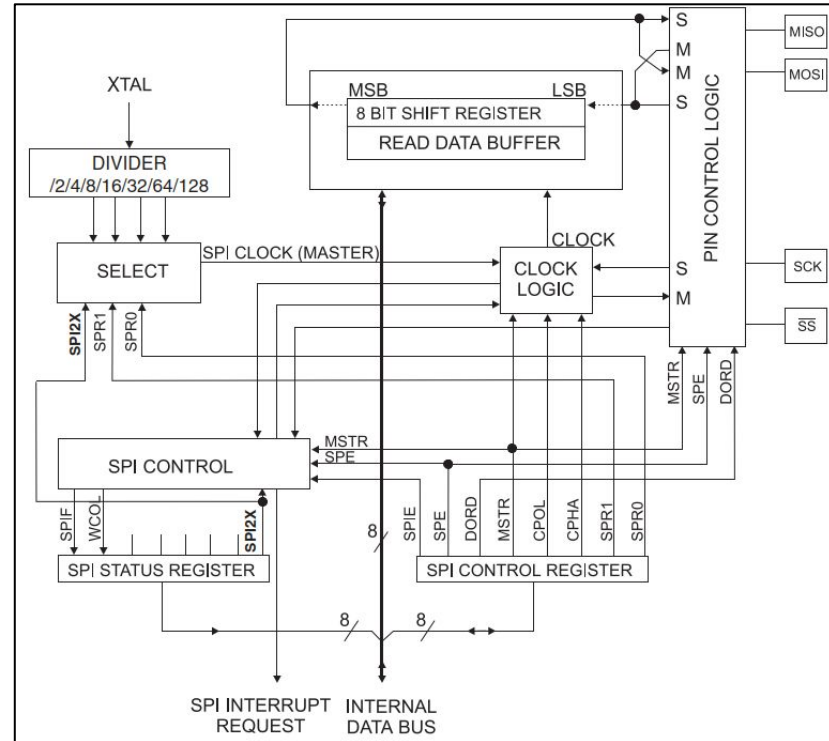 S
MISO
M
XTAL
MSB
LSB
M
MOSI
8 BIT SHIFT REGISTER
S
READ DATA BUFFER
DIVIDER
/2/4/8/16/32/64/128
PIN CONTROL LOGIC
SPI CLOCK (MASTER)
CLOCK
SELECT
CLOCK
LOGIC
S
SCK
M
SS
SPI2X
SPR1
SPR0
MSTR
SPE
DORD
MSTR
SPE
SPI CONTROL
SPIF
WCOL
SPI2X
8
SPIE
SPE
DORD
MSTR
CPOL
CPHA
SPR1
SPR0
SPI STATUS REGISTER
SPI CONTROL REGISTER
8
8
SPI INTERRUPT
REQUEST
INTERNAL
DATA BUS